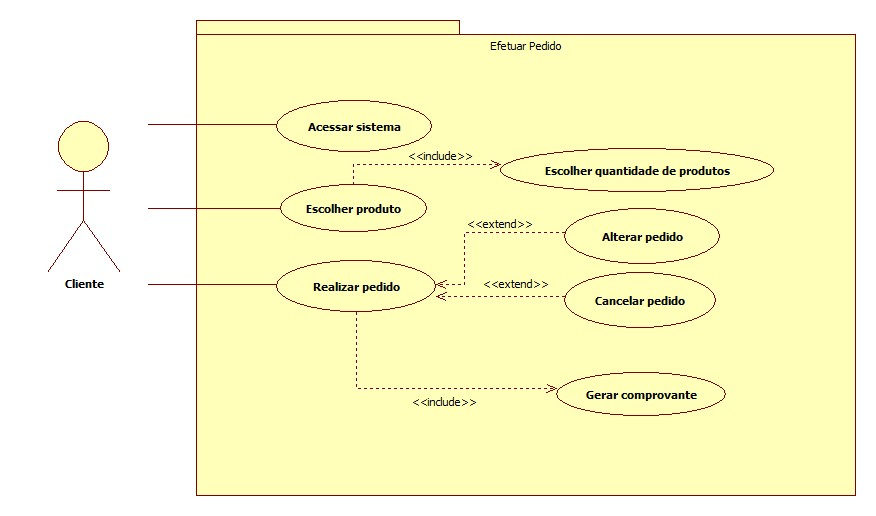 Efetuar Pedido
Acessar sistema
<<include>>
Escolher quantidade de produtos
Escolher produto
<<extend>>
Alterar pedido
Cliente
Realizar pedido
<<extend>>
Cancelar pedido
Gerar comprovante
<<include>>